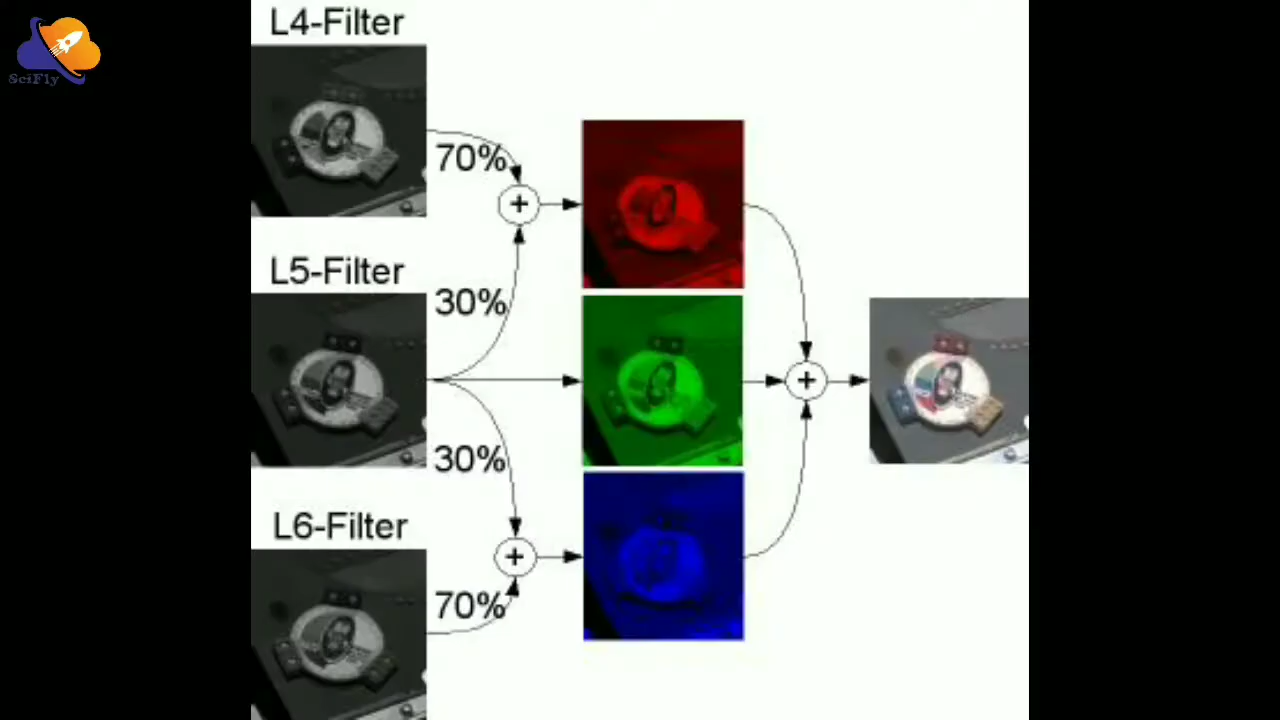 SciFly
L4-Filter
70%
+
30%
L5-Filter
+
30%
L6-Filter
+
70%